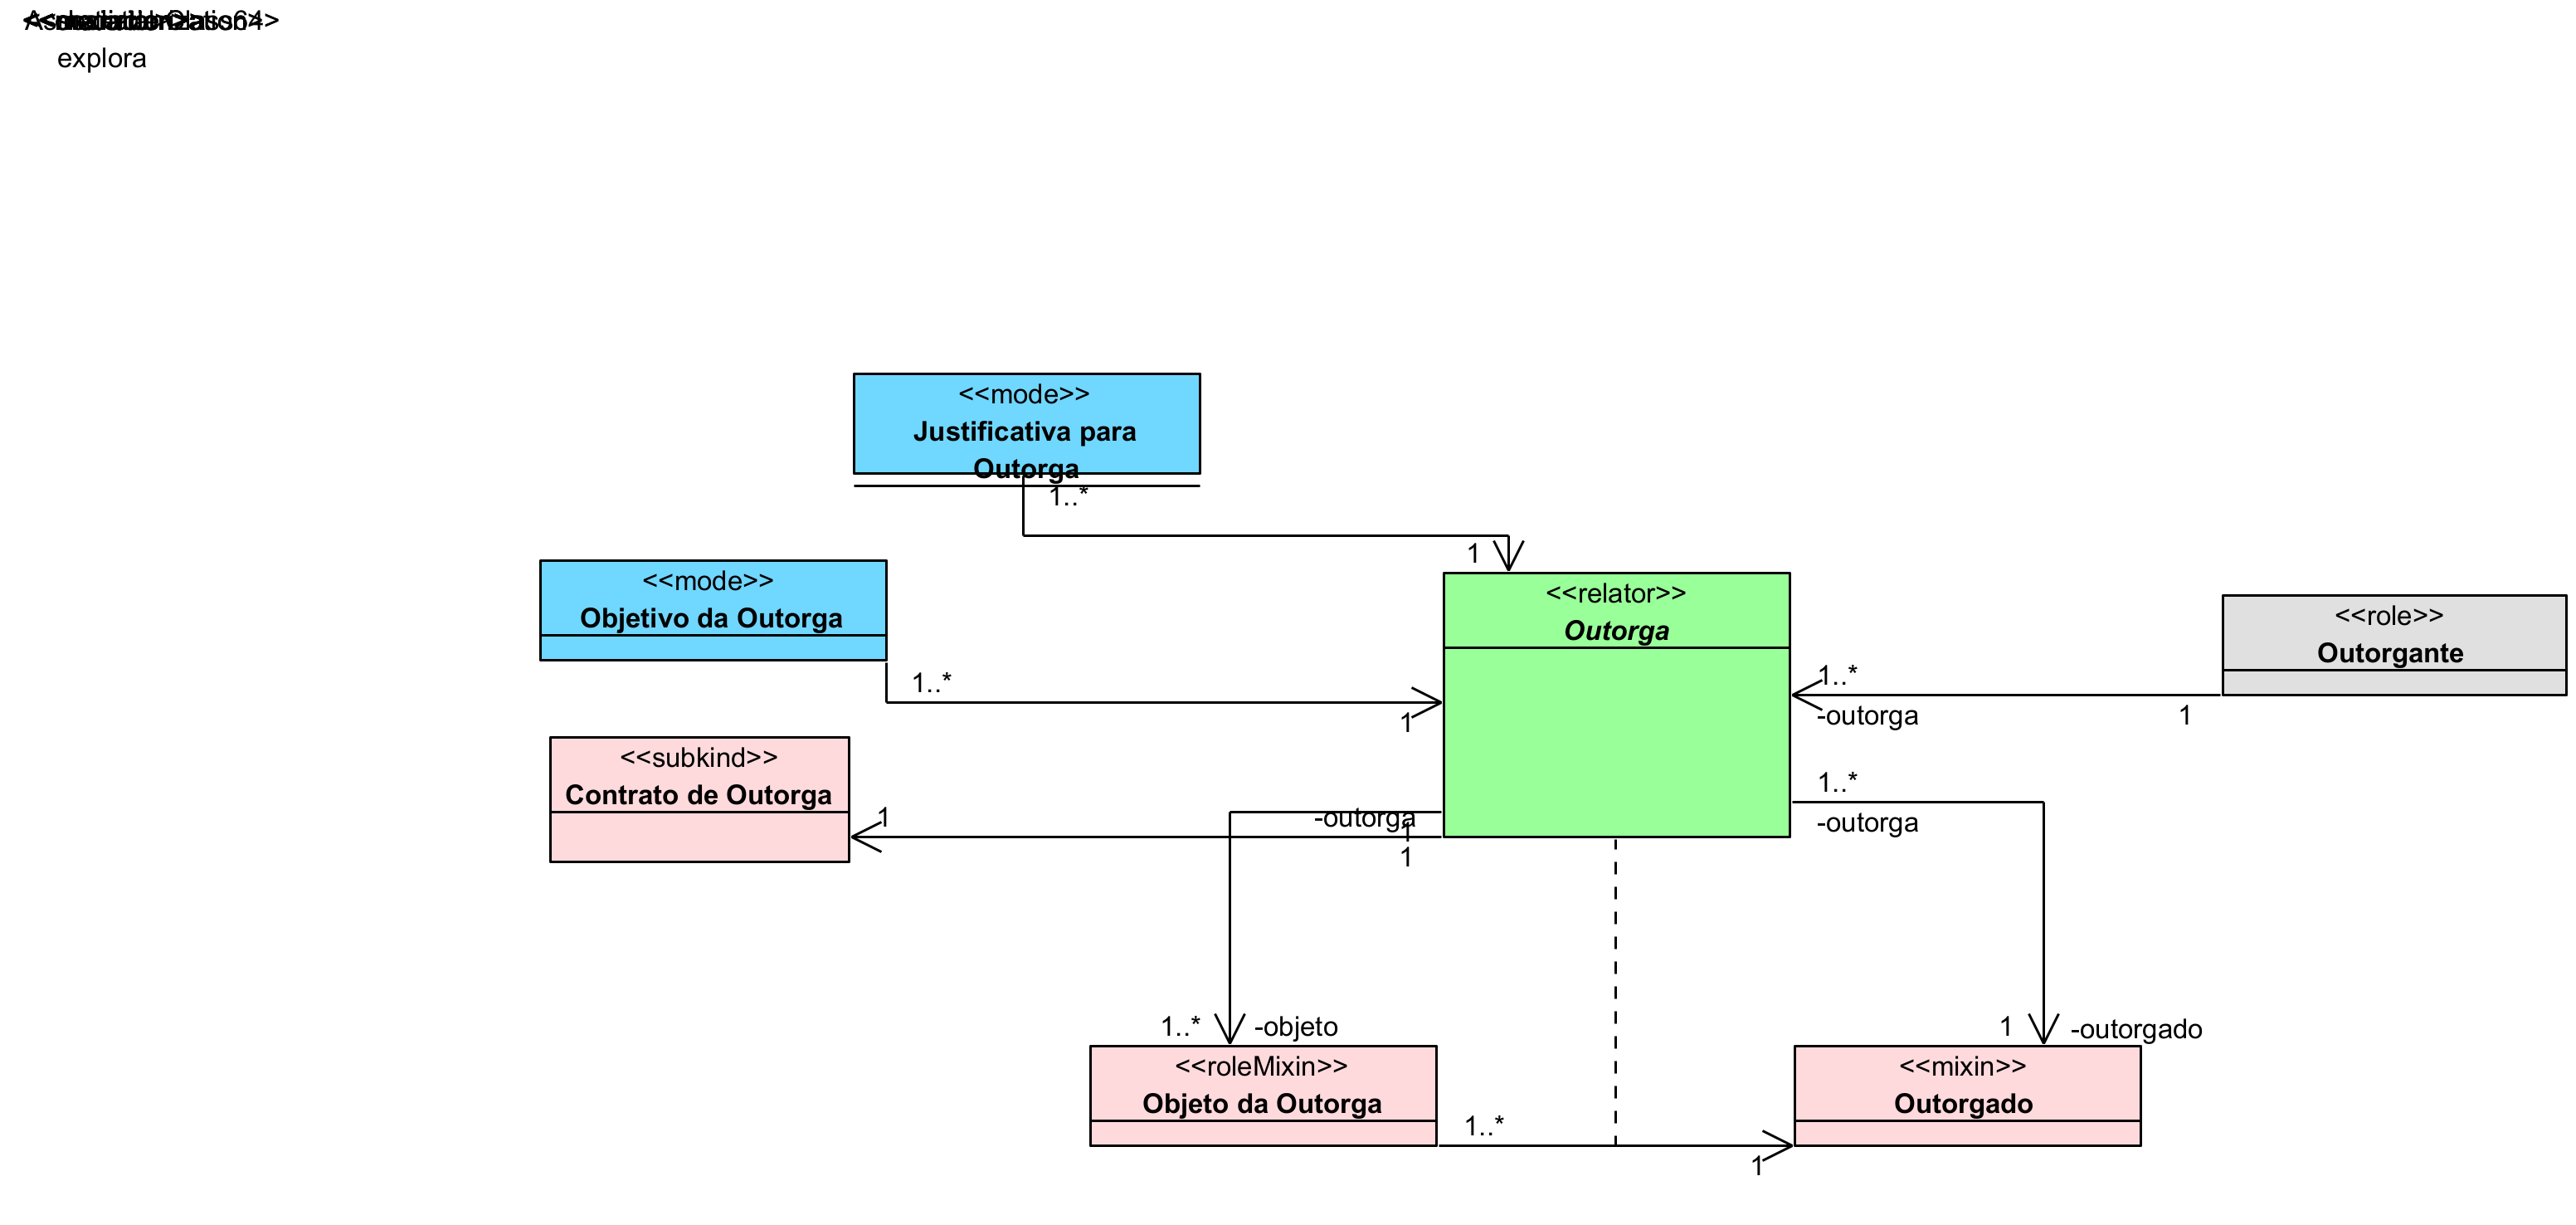 explora
<<mode>>
Justificativa para
Outorga
1..*
1
<<mode>>
Objetivo da Outorga
1..*
1
<<relator>>
Outorga
<<role>>
Outorgante
1..*
-outorga
1
<<subkind>>
Contrato de Outorga
1
-outorga
1
1
1..*
-outorga
1..*
-objeto
1
-outorgado
<<roleMixin>>
Objeto da Outorga
<<mixin>>
Outorgado
1..*
1